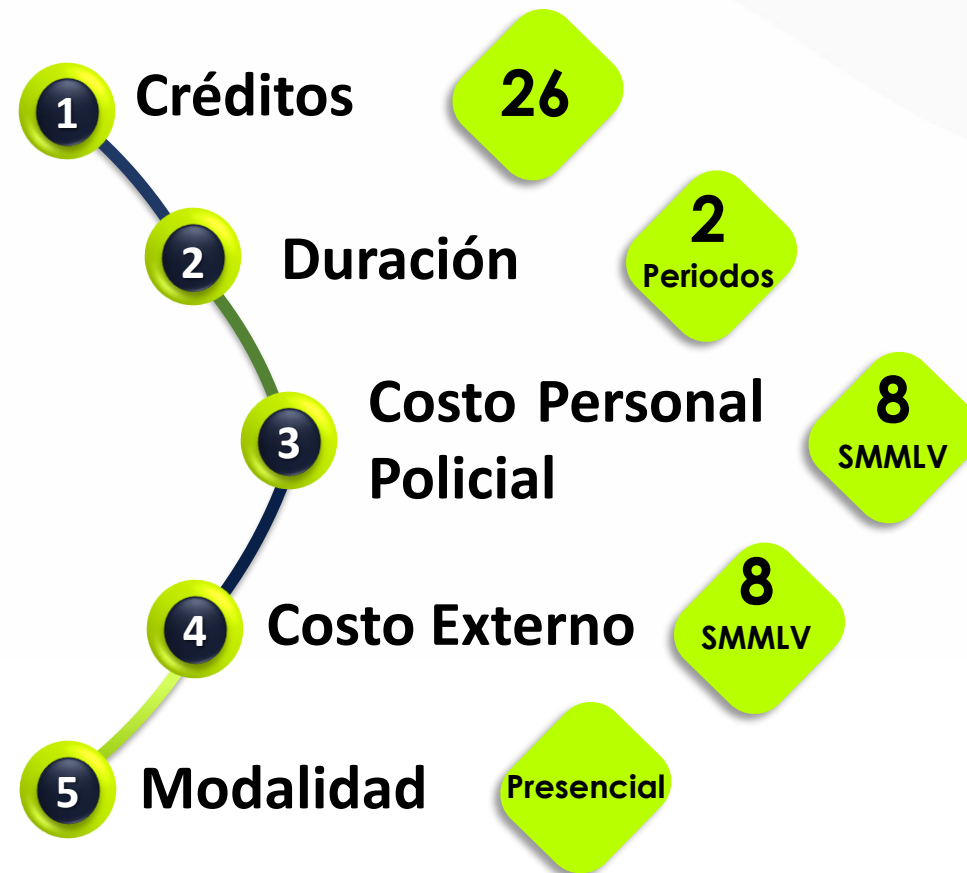 1
Créditos
26
2
Duración
2
Periodos
3
Costo Personal
Policial
8
SMMLV
4
Costo Externo
8
SMMLV
5
Modalidad
Presencial